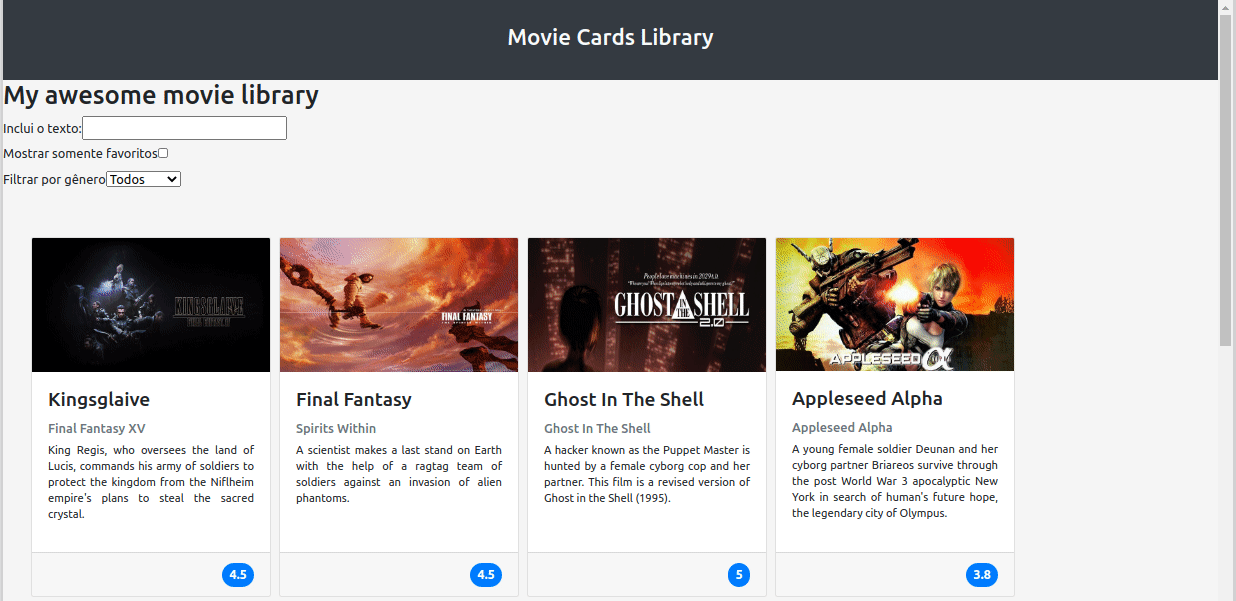 Movie Cards Library
My awesome movie library
Inclui o texto:
Mostrar somente favoritos
Filtrar por gênero Todos
KINGSGLAIVE
FINAL FANTASY XV
FINAL FANTASY
THE SPIRITS WITHIN
GHOST IN THE SHELL
2.0
APPLESEED α
Kingsglaive
Final Fantasy XV
King Regis, who oversees the land of
Lucis, commands his army of soldiers to
protect the kingdom from the Niflheim
empire's plans to steal the sacred
crystal.
4.5
Final Fantasy
Spirits Within
A scientist makes a last stand on Earth
with the help of a ragtag team of
soldiers against an invasion of alien
phantoms.
4.5
Ghost In The Shell
Ghost In The Shell
A hacker known as the Puppet Master is
hunted by a female cyborg cop and her
partner. This film is a revised version of
Ghost in the Shell (1995).
5
Appleseed Alpha
Appleseed Alpha
A young female soldier Deunan and her
cyborg partner Briareos survive through
the post World War 3 apocalyptic New
York in search of human's future hope,
the legendary city of Olympus.
3.8